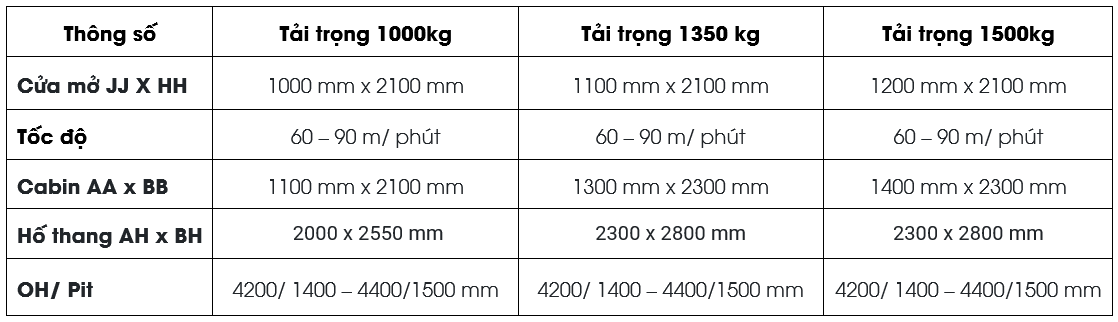 Thông số Tải trọng 1000kg Tải trọng 1350 kg Tải trọng 1500kg
Cửa mở JJ X HH 1000 mm x 2100 mm 1100 mm x 2100 mm 1200 mm x 2100 mm
Tốc độ 60 – 90 m/ phút 60 – 90 m/ phút 60 – 90 m/ phút
Cabin AA x BB 1100 mm x 2100 mm 1300 mm x 2300 mm 1400 mm x 2300 mm
Hố thang AH x BH 2000 x 2550 mm 2300 x 2800 mm 2300 x 2800 mm
OH/ Pit 4200/ 1400 – 4400/1500 mm 4200/ 1400 – 4400/1500 mm 4200/ 1400 – 4400/1500 mm